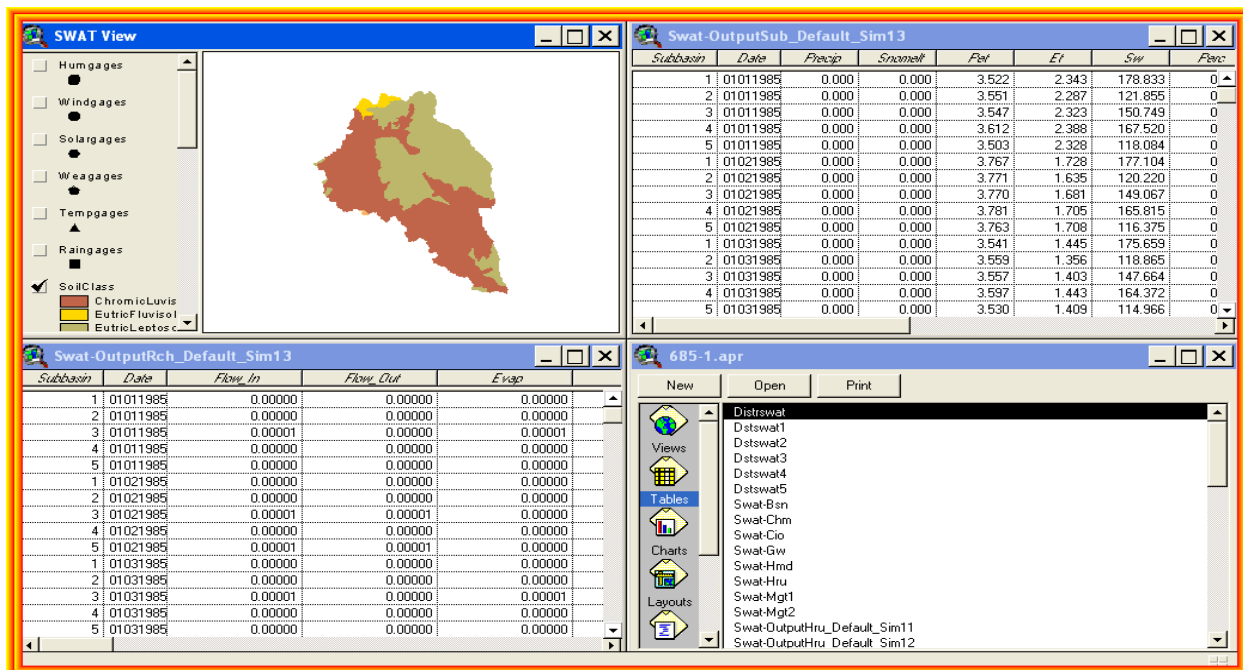 SWAT View
Humgages
Windgages
Solargages
Weagages
Tempgages
Raingages
SoilClass
ChromicLuvis
EutricFluvisol
EutricLeptosc
Swat-OutputSub_Default_Sim13
Subbasin Date Precip Snomelt Pet Et Sw Perc
1 01011985 0.000 0.000 3.522 2.343 178.833 0
2 01011985 0.000 0.000 3.551 2.287 121.855 0
3 01011985 0.000 0.000 3.547 2.323 150.749 0
4 01011985 0.000 0.000 3.612 2.388 167.520 0
5 01011985 0.000 0.000 3.503 2.328 118.084 0
1 01021985 0.000 0.000 3.767 1.728 177.104 0
2 01021985 0.000 0.000 3.771 1.635 120.220 0
3 01021985 0.000 0.000 3.770 1.681 149.067 0
4 01021985 0.000 0.000 3.781 1.705 165.815 0
5 01021985 0.000 0.000 3.763 1.708 116.375 0
1 01031985 0.000 0.000 3.541 1.445 175.659 0
2 01031985 0.000 0.000 3.559 1.356 118.865 0
3 01031985 0.000 0.000 3.557 1.403 147.664 0
4 01031985 0.000 0.000 3.597 1.443 164.372 0
5 01031985 0.000 0.000 3.530 1.409 114.966 0
Swat-OutputRch_Default_Sim13
Subbasin Date Flow_In Flow_Out Evap
1 01011985 0.00000 0.00000 0.00000
2 01011985 0.00000 0.00000 0.00000
3 01011985 0.00001 0.00000 0.00001
4 01011985 0.00000 0.00000 0.00000
5 01011985 0.00000 0.00000 0.00000
1 01021985 0.00000 0.00000 0.00000
2 01021985 0.00000 0.00000 0.00000
3 01021985 0.00001 0.00001 0.00000
4 01021985 0.00000 0.00000 0.00000
5 01021985 0.00001 0.00001 0.00000
1 01031985 0.00000 0.00000 0.00000
2 01031985 0.00000 0.00000 0.00000
3 01031985 0.00001 0.00000 0.00001
4 01031985 0.00000 0.00000 0.00000
5 01031985 0.00000 0.00000 0.00000
685-1.apr
New Open Print
Views
Tables
Charts
Layouts
Distrswat
Dstswat1
Dstswat2
Dstswat3
Dstswat4
Dstswat5
Swat-Bsn
Swat-Chm
Swat-Cio
Swat-Gw
Swat-Hmd
Swat-Hru
Swat-Mgt1
Swat-Mgt2
Swat-OutputHru_Default_Sim11
Swat-OutputHru_Default_Sim12